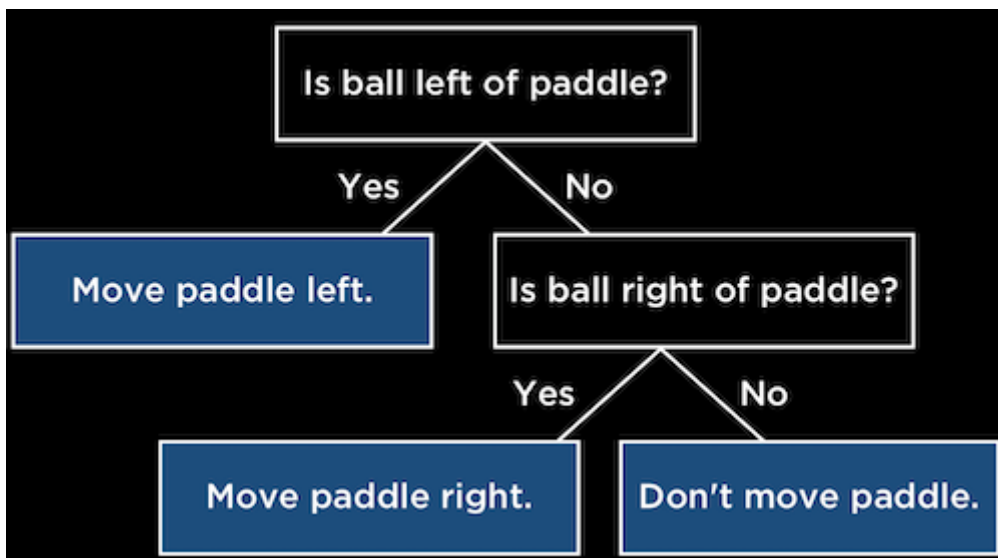 Is ball left of paddle?
Yes
No
Move paddle left.
Is ball right of paddle?
Yes
No
Move paddle right.
Don't move paddle.